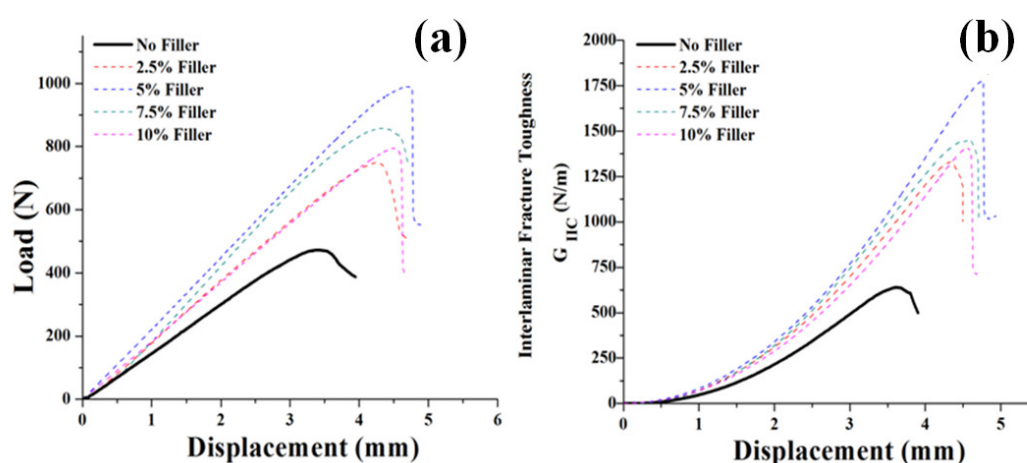 (a)
No Filler
2.5% Filler
5% Filler
7.5% Filler
10% Filler
1000
800
600
400
200
0
Load (N)
0 1 2 3 4 5 6
Displacement (mm)
(b)
No Filler
2.5% Filler
5% Filler
7.5% Filler
10% Filler
2000
1750
1500
1250
1000
750
500
250
0
Interlaminar Fracture Toughness
G IIC (N/m)
0 1 2 3 4 5
Displacement (mm)